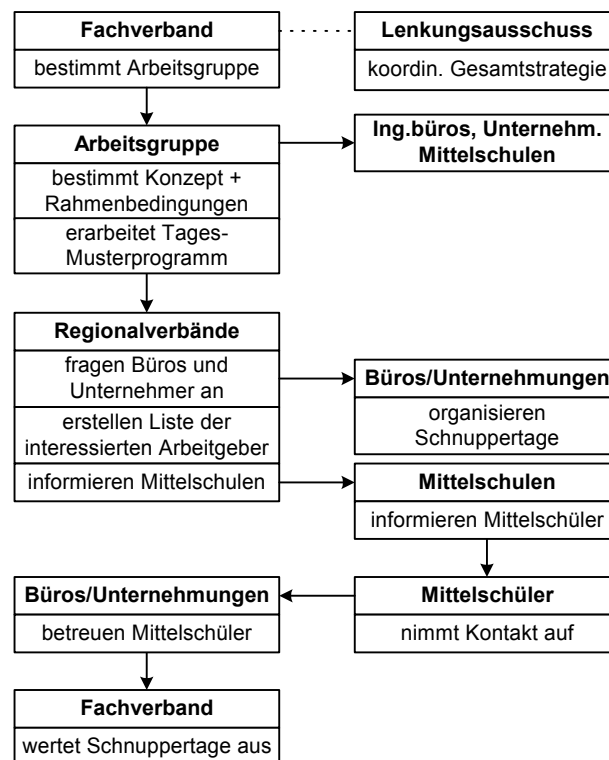 Fachverband
bestimmt Arbeitsgruppe
Lenkungsausschuss
koordin. Gesamtstrategie
Arbeitsgruppe
bestimmt Konzept +
Rahmenbedingungen
erarbeitet Tages-
Musterprogramm
Ing.büros, Unternehm.
Mittelschulen
Regionalverbände
fragen Büros und
Unternehmer an
erstellen Liste der
interessierten Arbeitgeber
informieren Mittelschulen
Büros/Unternehmungen
organisieren
Schnuppertage
Mittelschulen
informieren Mittelschüler
Mittelschüler
nimmt Kontakt auf
Büros/Unternehmungen
betreuen Mittelschüler
Fachverband
wertet Schnuppertage aus